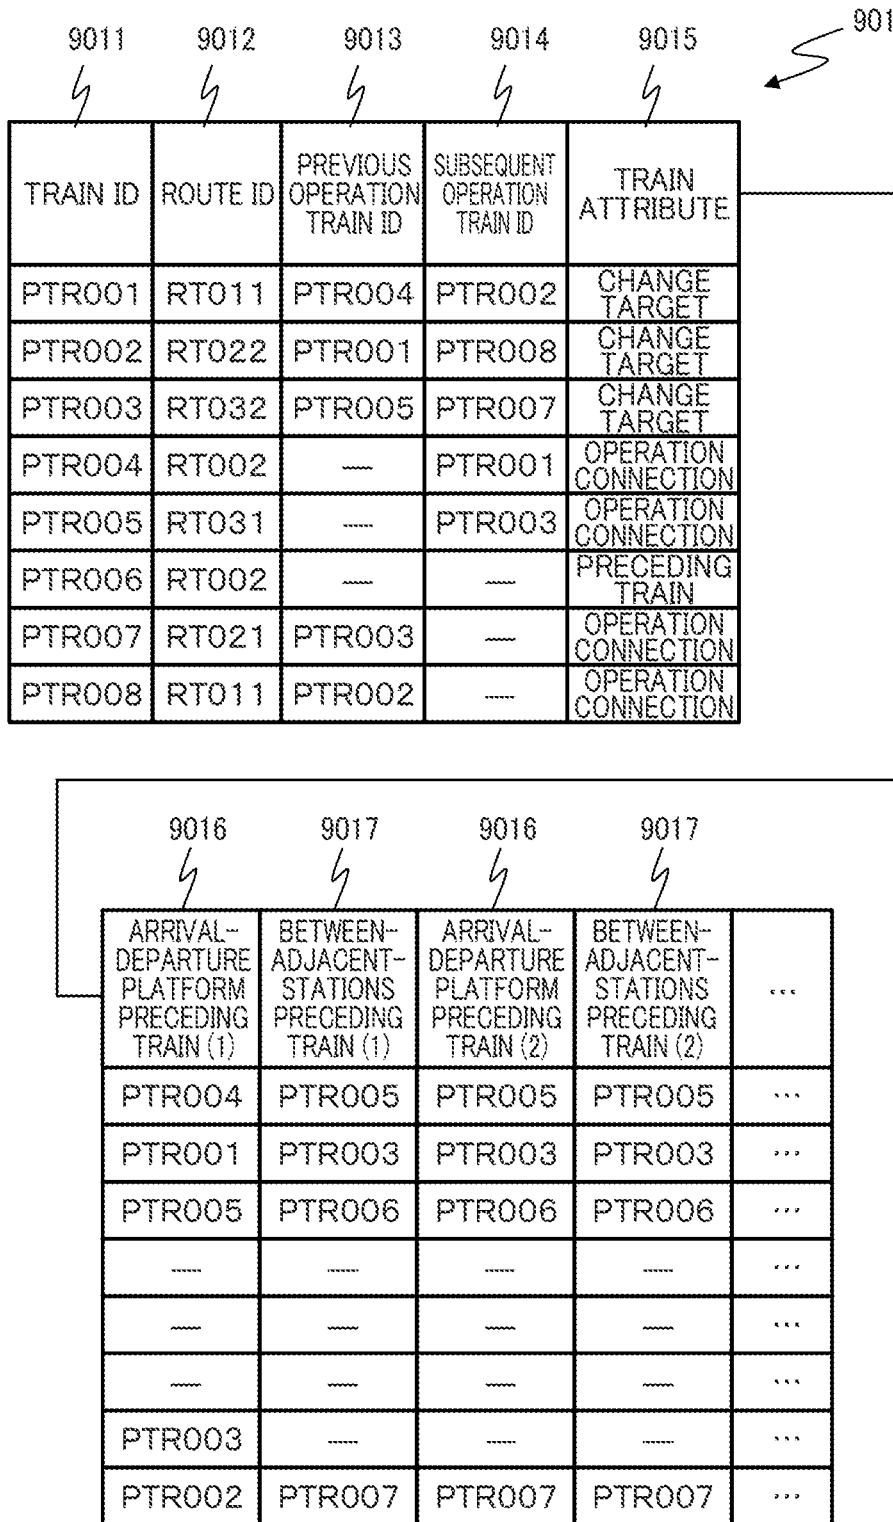 901
9011 9012 9013 9014 9015
TRAIN ID ROUTE ID PREVIOUS OPERATION TRAIN ID SUBSEQUENT OPERATION TRAIN ID TRAIN ATTRIBUTE
PTR001 RT011 PTR004 PTR002 CHANGE TARGET
PTR002 RT022 PTR001 PTR008 CHANGE TARGET
PTR003 RT032 PTR005 PTR007 CHANGE TARGET
PTR004 RT002 — PTR001 OPERATION CONNECTION
PTR005 RT031 — PTR003 OPERATION CONNECTION
PTR006 RT002 — — PRECEDING TRAIN
PTR007 RT021 PTR003 — OPERATION CONNECTION
PTR008 RT011 PTR002 — OPERATION CONNECTION
9016 9017 9016 9017
ARRIVAL-DEPARTURE PLATFORM PRECEDING TRAIN (1) BETWEEN-ADJACENT-STATIONS PRECEDING TRAIN (1) ARRIVAL-DEPARTURE PLATFORM PRECEDING TRAIN (2) BETWEEN-ADJACENT-STATIONS PRECEDING TRAIN (2) ...
PTR004 PTR005 PTR005 PTR005 ...
PTR001 PTR003 PTR003 PTR003 ...
PTR005 PTR006 PTR006 PTR006 ...
— — — — ...
— — — — ...
— — — — ...
PTR003 — — — ...
PTR002 PTR007 PTR007 PTR007 ...